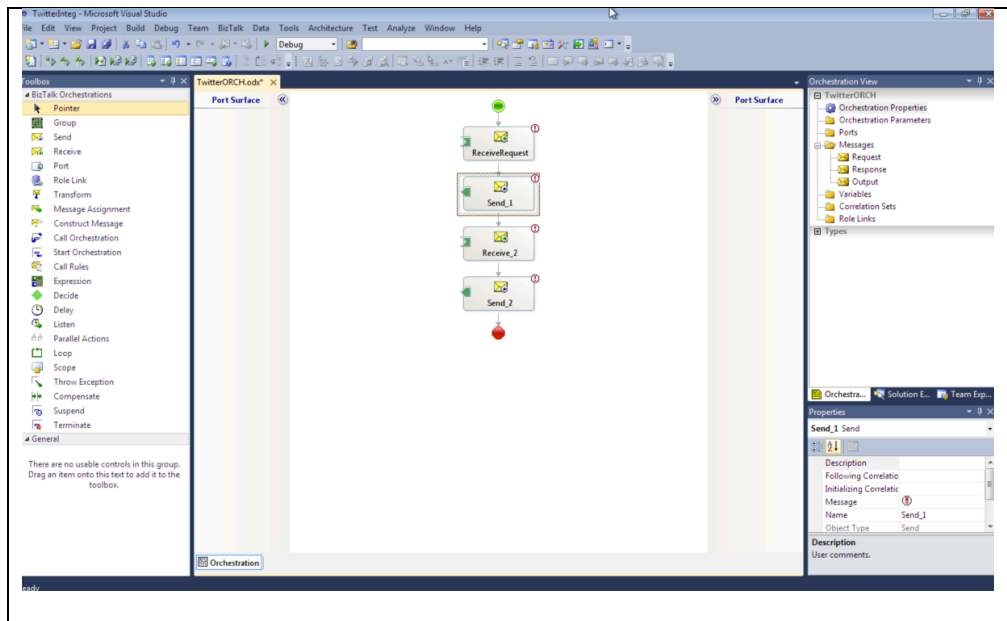 TwitterInteg - Microsoft Visual Studio
File Edit View Project Build Debug Team BizTalk Data Tools Architecture Test Analyze Window Help
Debug
Toolbox
BizTalk Orchestrations
Pointer
Group
Send
Receive
Port
Role Link
Transform
Message Assignment
Construct Message
Call Orchestration
Start Orchestration
Call Rules
Expression
Decide
Delay
Listen
Parallel Actions
Loop
Scope
Throw Exception
Compensate
Suspend
Terminate
General
There are no usable controls in this group.
Drag an item onto this text to add it to the
toolbox.
TwitterORCH.odx*
Port Surface
Port Surface
ReceiveRequest
Send_1
Receive_2
Send_2
Orchestration
Orchestration View
TwitterORCH
Orchestration Properties
Orchestration Parameters
Ports
Messages
Request
Response
Output
Variables
Correlation Sets
Role Links
Types
Orchestra... Solution E... Team Exp...
Properties
Send_1 Send
Description
Following Correlatio
Initializing Correlatic
Message
Name Send_1
Object Type Send
Description
User comments.
eady